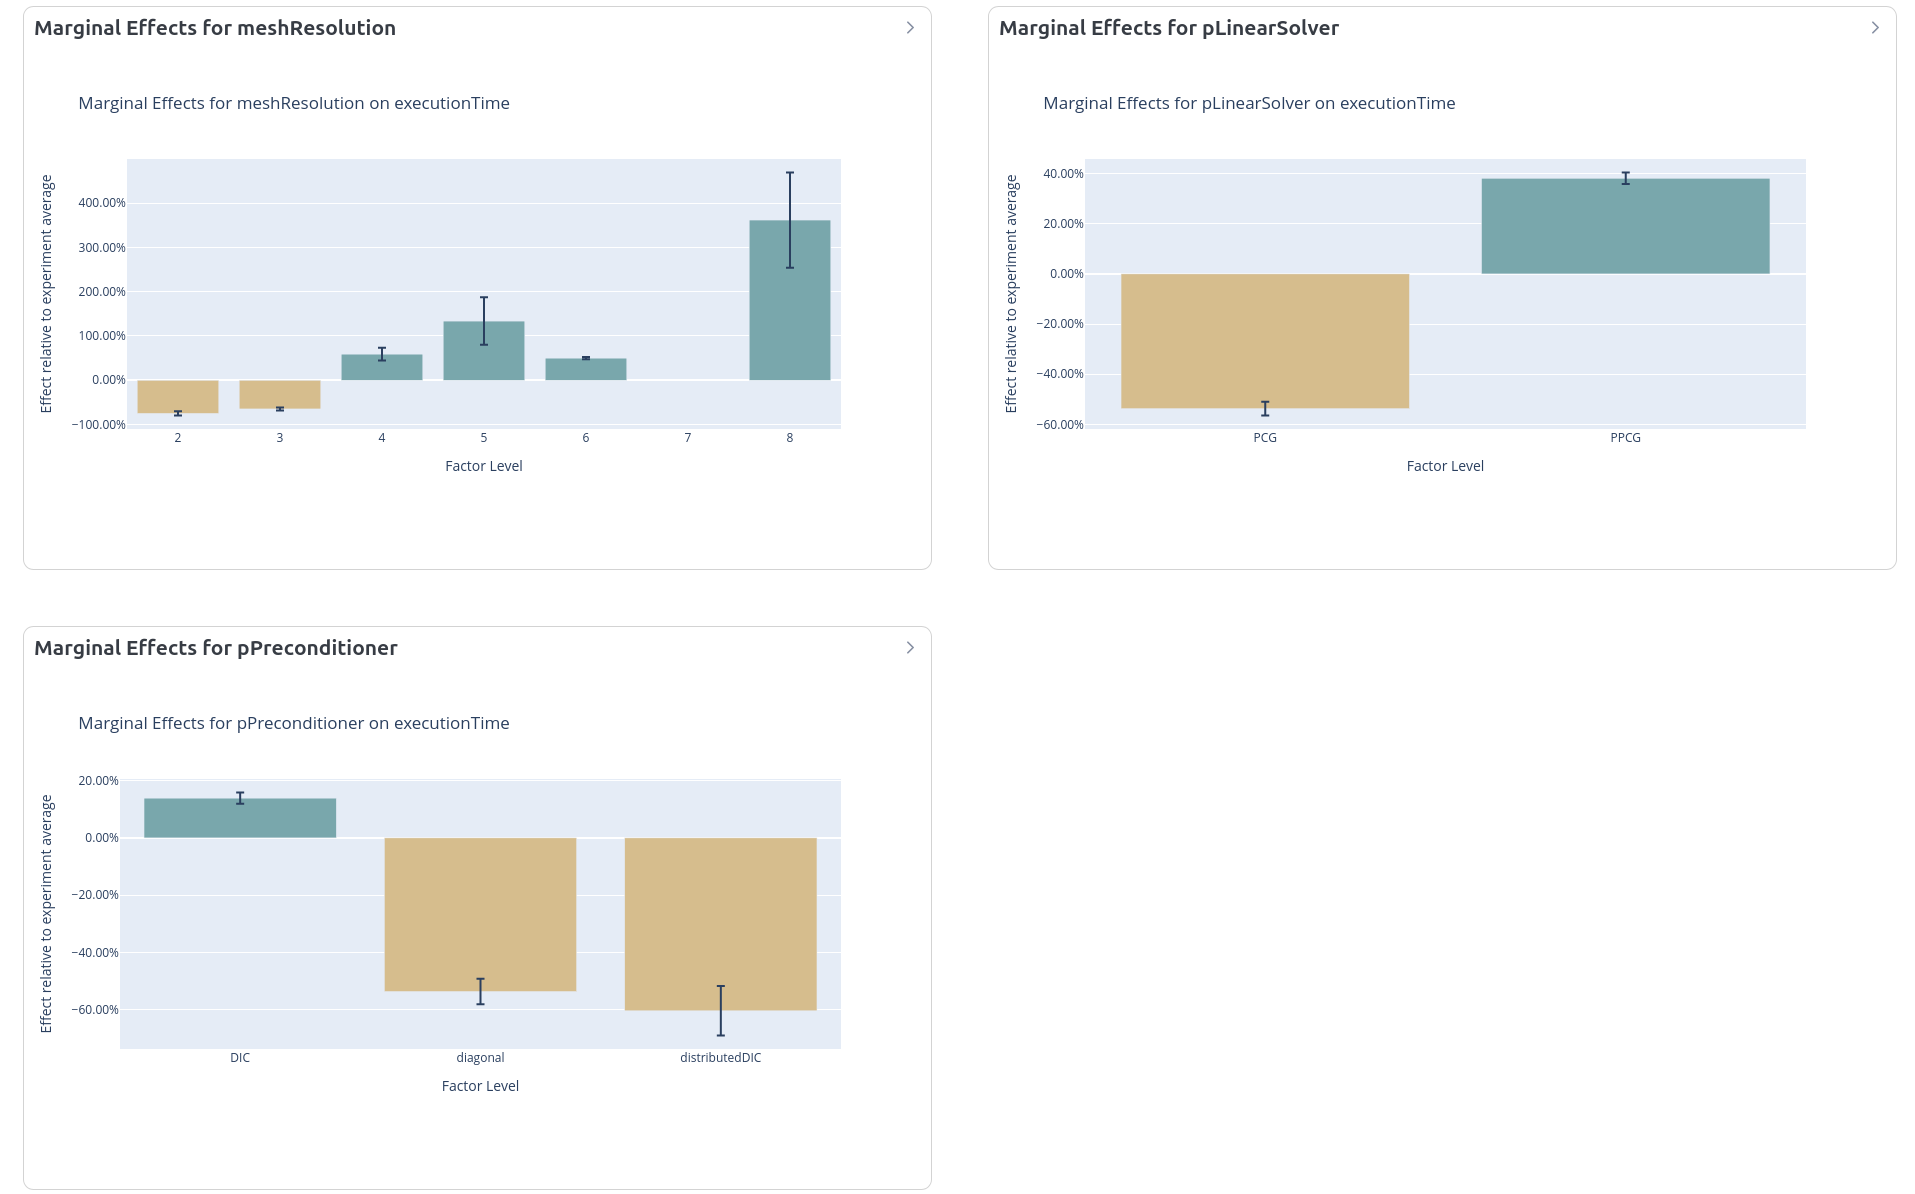 Marginal Effects for meshResolution
Marginal Effects for meshResolution on executionTime
Effect relative to experiment average
400.00%
300.00%
200.00%
100.00%
0.00%
−100.00%
2 3 4 5 6 7 8
Factor Level
Marginal Effects for pLinearSolver
Marginal Effects for pLinearSolver on executionTime
Effect relative to experiment average
40.00%
20.00%
0.00%
−20.00%
−40.00%
−60.00%
PCG PPCG
Factor Level
Marginal Effects for pPreconditioner
Marginal Effects for pPreconditioner on executionTime
Effect relative to experiment average
20.00%
0.00%
−20.00%
−40.00%
−60.00%
DIC diagonal distributedDIC
Factor Level